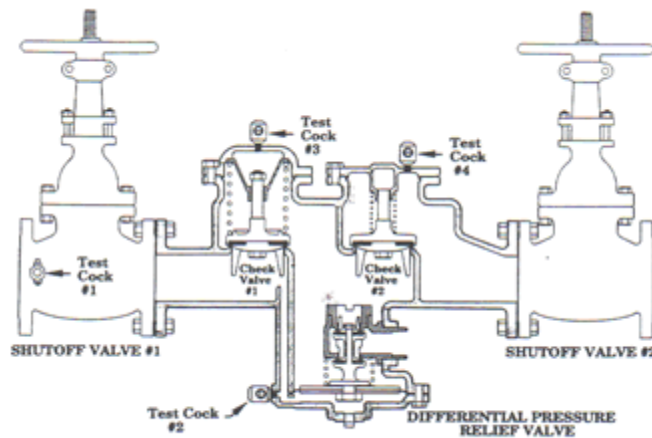 Test
Cock
#3
Test
Cock
#4
Test
Cock
#1
Check
Valve
#1
Check
Valve
#2
SHUTOFF VALVE #1
SHUTOFF VALVE #2
Test Cock
#2
DIFFERENTIAL PRESSURE
RELIEF VALVE